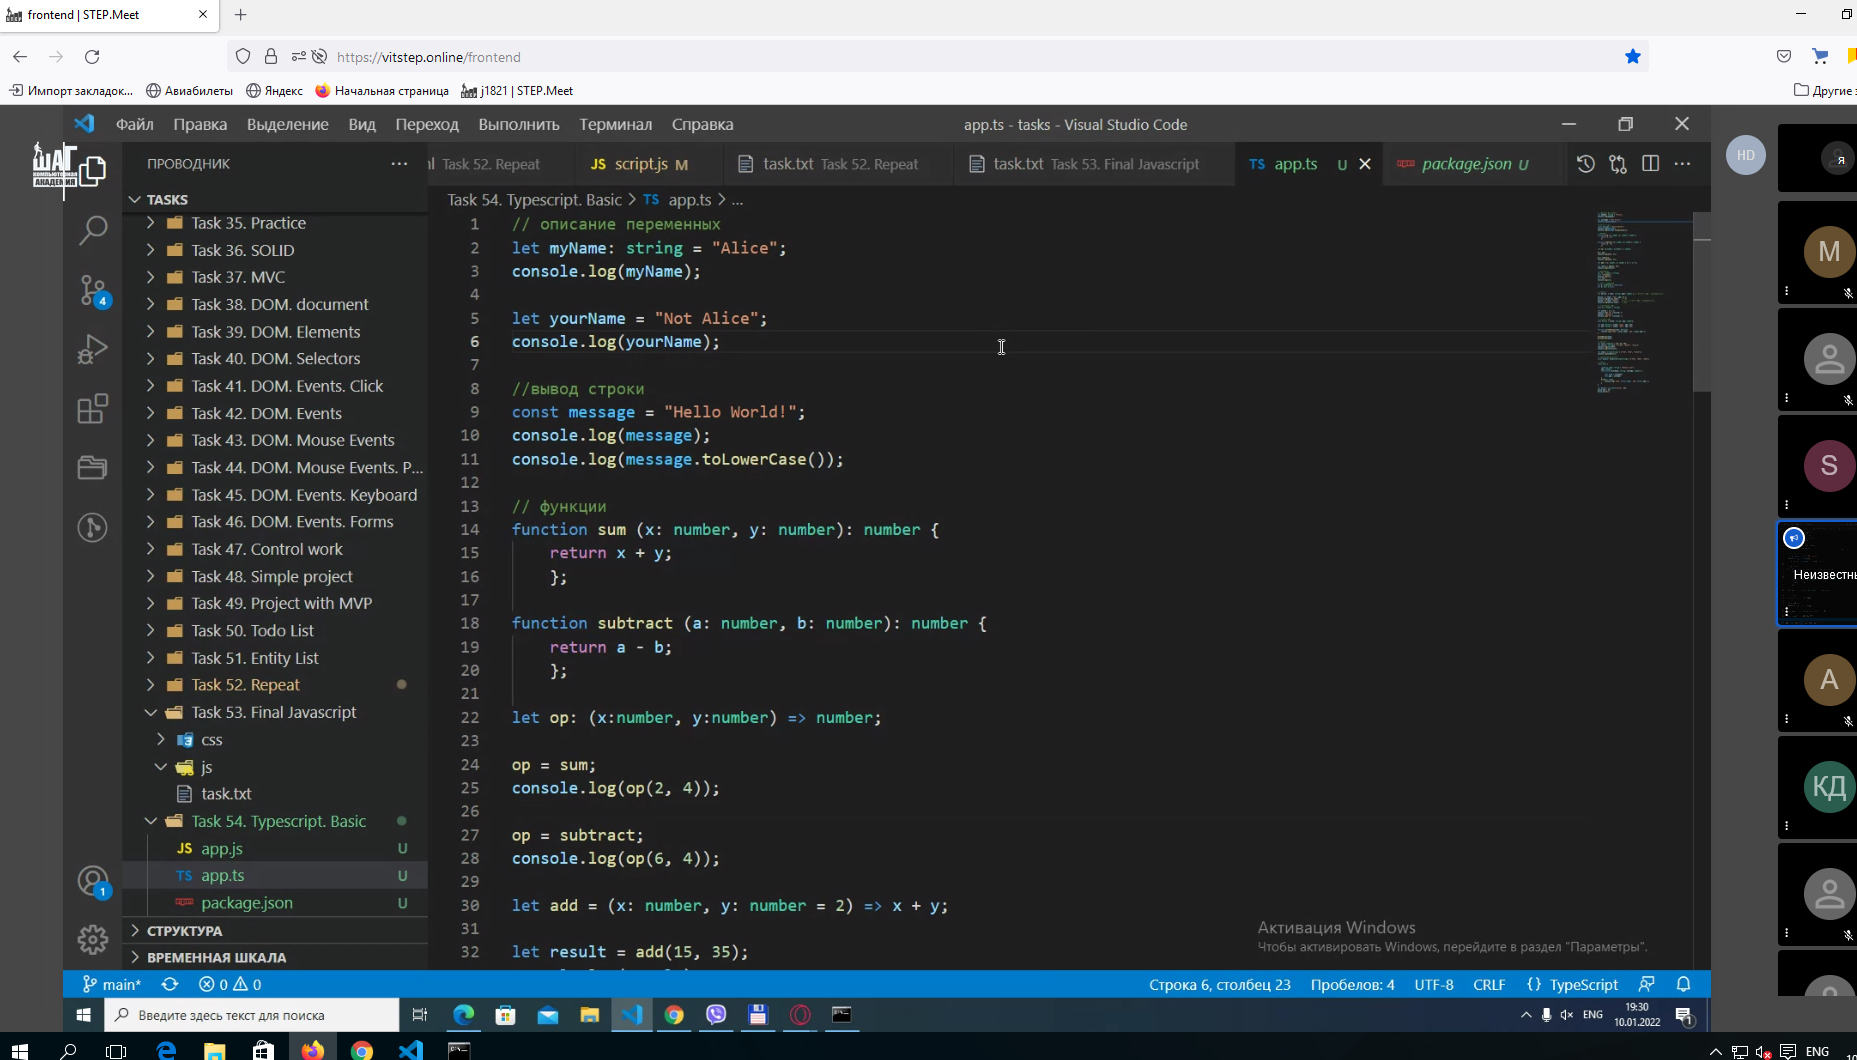 frontend | STEP.Meet
https://vitstep.online/frontend
Импорт закладок...
Авиабилеты
Яндекс
Начальная страница
j1821 | STEP.Meet
Другие
ШАГ
КОМПЬЮТЕРНАЯ
АКАДЕМИЯ
Файл Правка Выделение Вид Переход Выполнить Терминал Справка
app.ts - tasks - Visual Studio Code
ПРОВОДНИК
Task 52. Repeat
JS script.js M
task.txt Task 52. Repeat
task.txt Task 53. Final Javascript
TS app.ts U
package.json U
TASKS
Task 54. Typescript. Basic > TS app.ts > ...
Task 35. Practice
Task 36. SOLID
Task 37. MVC
Task 38. DOM. document
Task 39. DOM. Elements
Task 40. DOM. Selectors
Task 41. DOM. Events. Click
Task 42. DOM. Events
Task 43. DOM. Mouse Events
Task 44. DOM. Mouse Events. P...
Task 45. DOM. Events. Keyboard
Task 46. DOM. Events. Forms
Task 47. Control work
Task 48. Simple project
Task 49. Project with MVP
Task 50. Todo List
Task 51. Entity List
Task 52. Repeat
Task 53. Final Javascript
css
js
task.txt
Task 54. Typescript. Basic
JS app.js U
TS app.ts U
package.json U
СТРУКТУРА
ВРЕМЕННАЯ ШКАЛА
4
1
1 // описание переменных
2 let myName: string = "Alice";
3 console.log(myName);
4
5 let yourName = "Not Alice";
6 console.log(yourName);
7
8 //вывод строки
9 const message = "Hello World!";
10 console.log(message);
11 console.log(message.toLowerCase());
12
13 // функции
14 function sum (x: number, y: number): number {
15 return x + y;
16 };
17
18 function subtract (a: number, b: number): number {
19 return a - b;
20 };
21
22 let op: (x:number, y:number) => number;
23
24 op = sum;
25 console.log(op(2, 4));
26
27 op = subtract;
28 console.log(op(6, 4));
29
30 let add = (x: number, y: number = 2) => x + y;
31
32 let result = add(15, 35);
Активация Windows
Чтобы активировать Windows, перейдите в раздел "Параметры".
HD
Я
M
S
Неизвестн
A
КД
main*
0 0
Строка 6, столбец 23
Пробелов: 4
UTF-8
CRLF
{} TypeScript
Введите здесь текст для поиска
ENG
19:30
10.01.2022
1
ENG